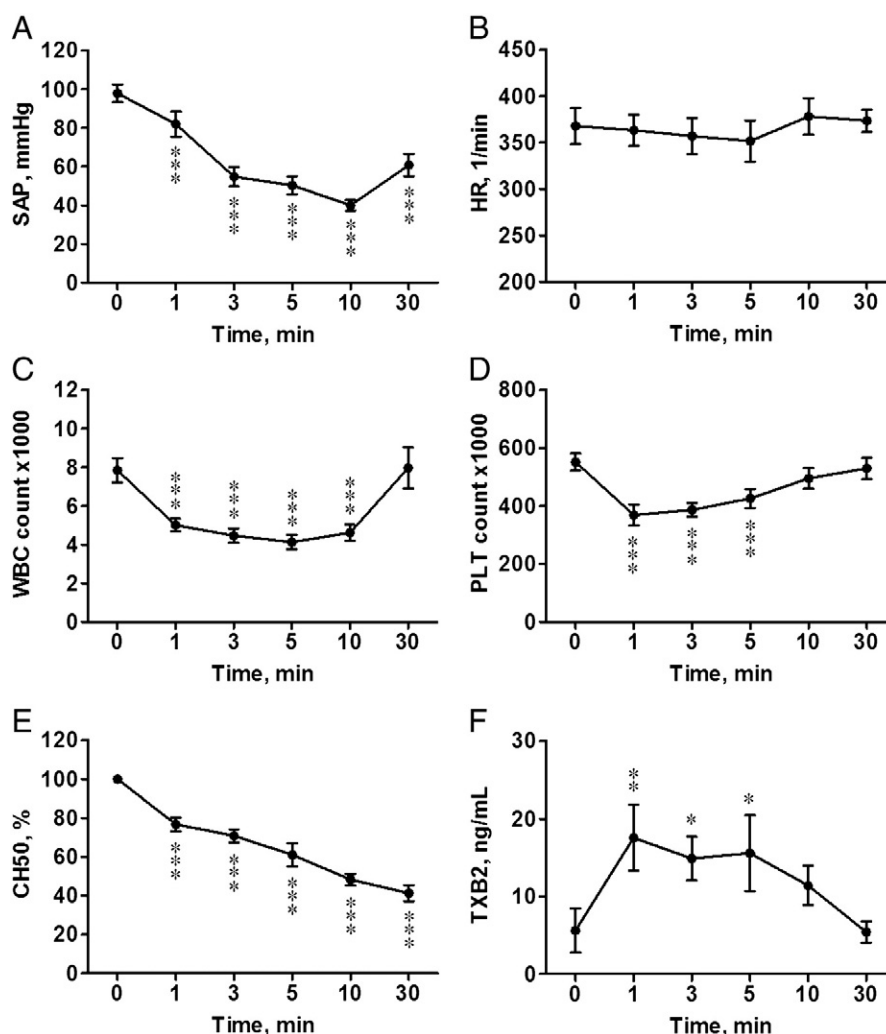 A
120
100
80
60
40
20
0
SAP, mmHg
***
***
***
***
***
0 1 3 5 10 30
Time, min
B
450
400
350
300
250
200
HR, 1/min
0 1 3 5 10 30
Time, min
C
12
10
8
6
4
2
0
WBC count x1000
***
***
***
***
0 1 3 5 10 30
Time, min
D
800
600
400
200
0
PLT count x1000
***
***
***
0 1 3 5 10 30
Time, min
E
120
100
80
60
40
20
0
CH50, %
***
***
***
***
***
0 1 3 5 10 30
Time, min
F
30
20
10
0
TXB2, ng/mL
**
*
*
0 1 3 5 10 30
Time, min